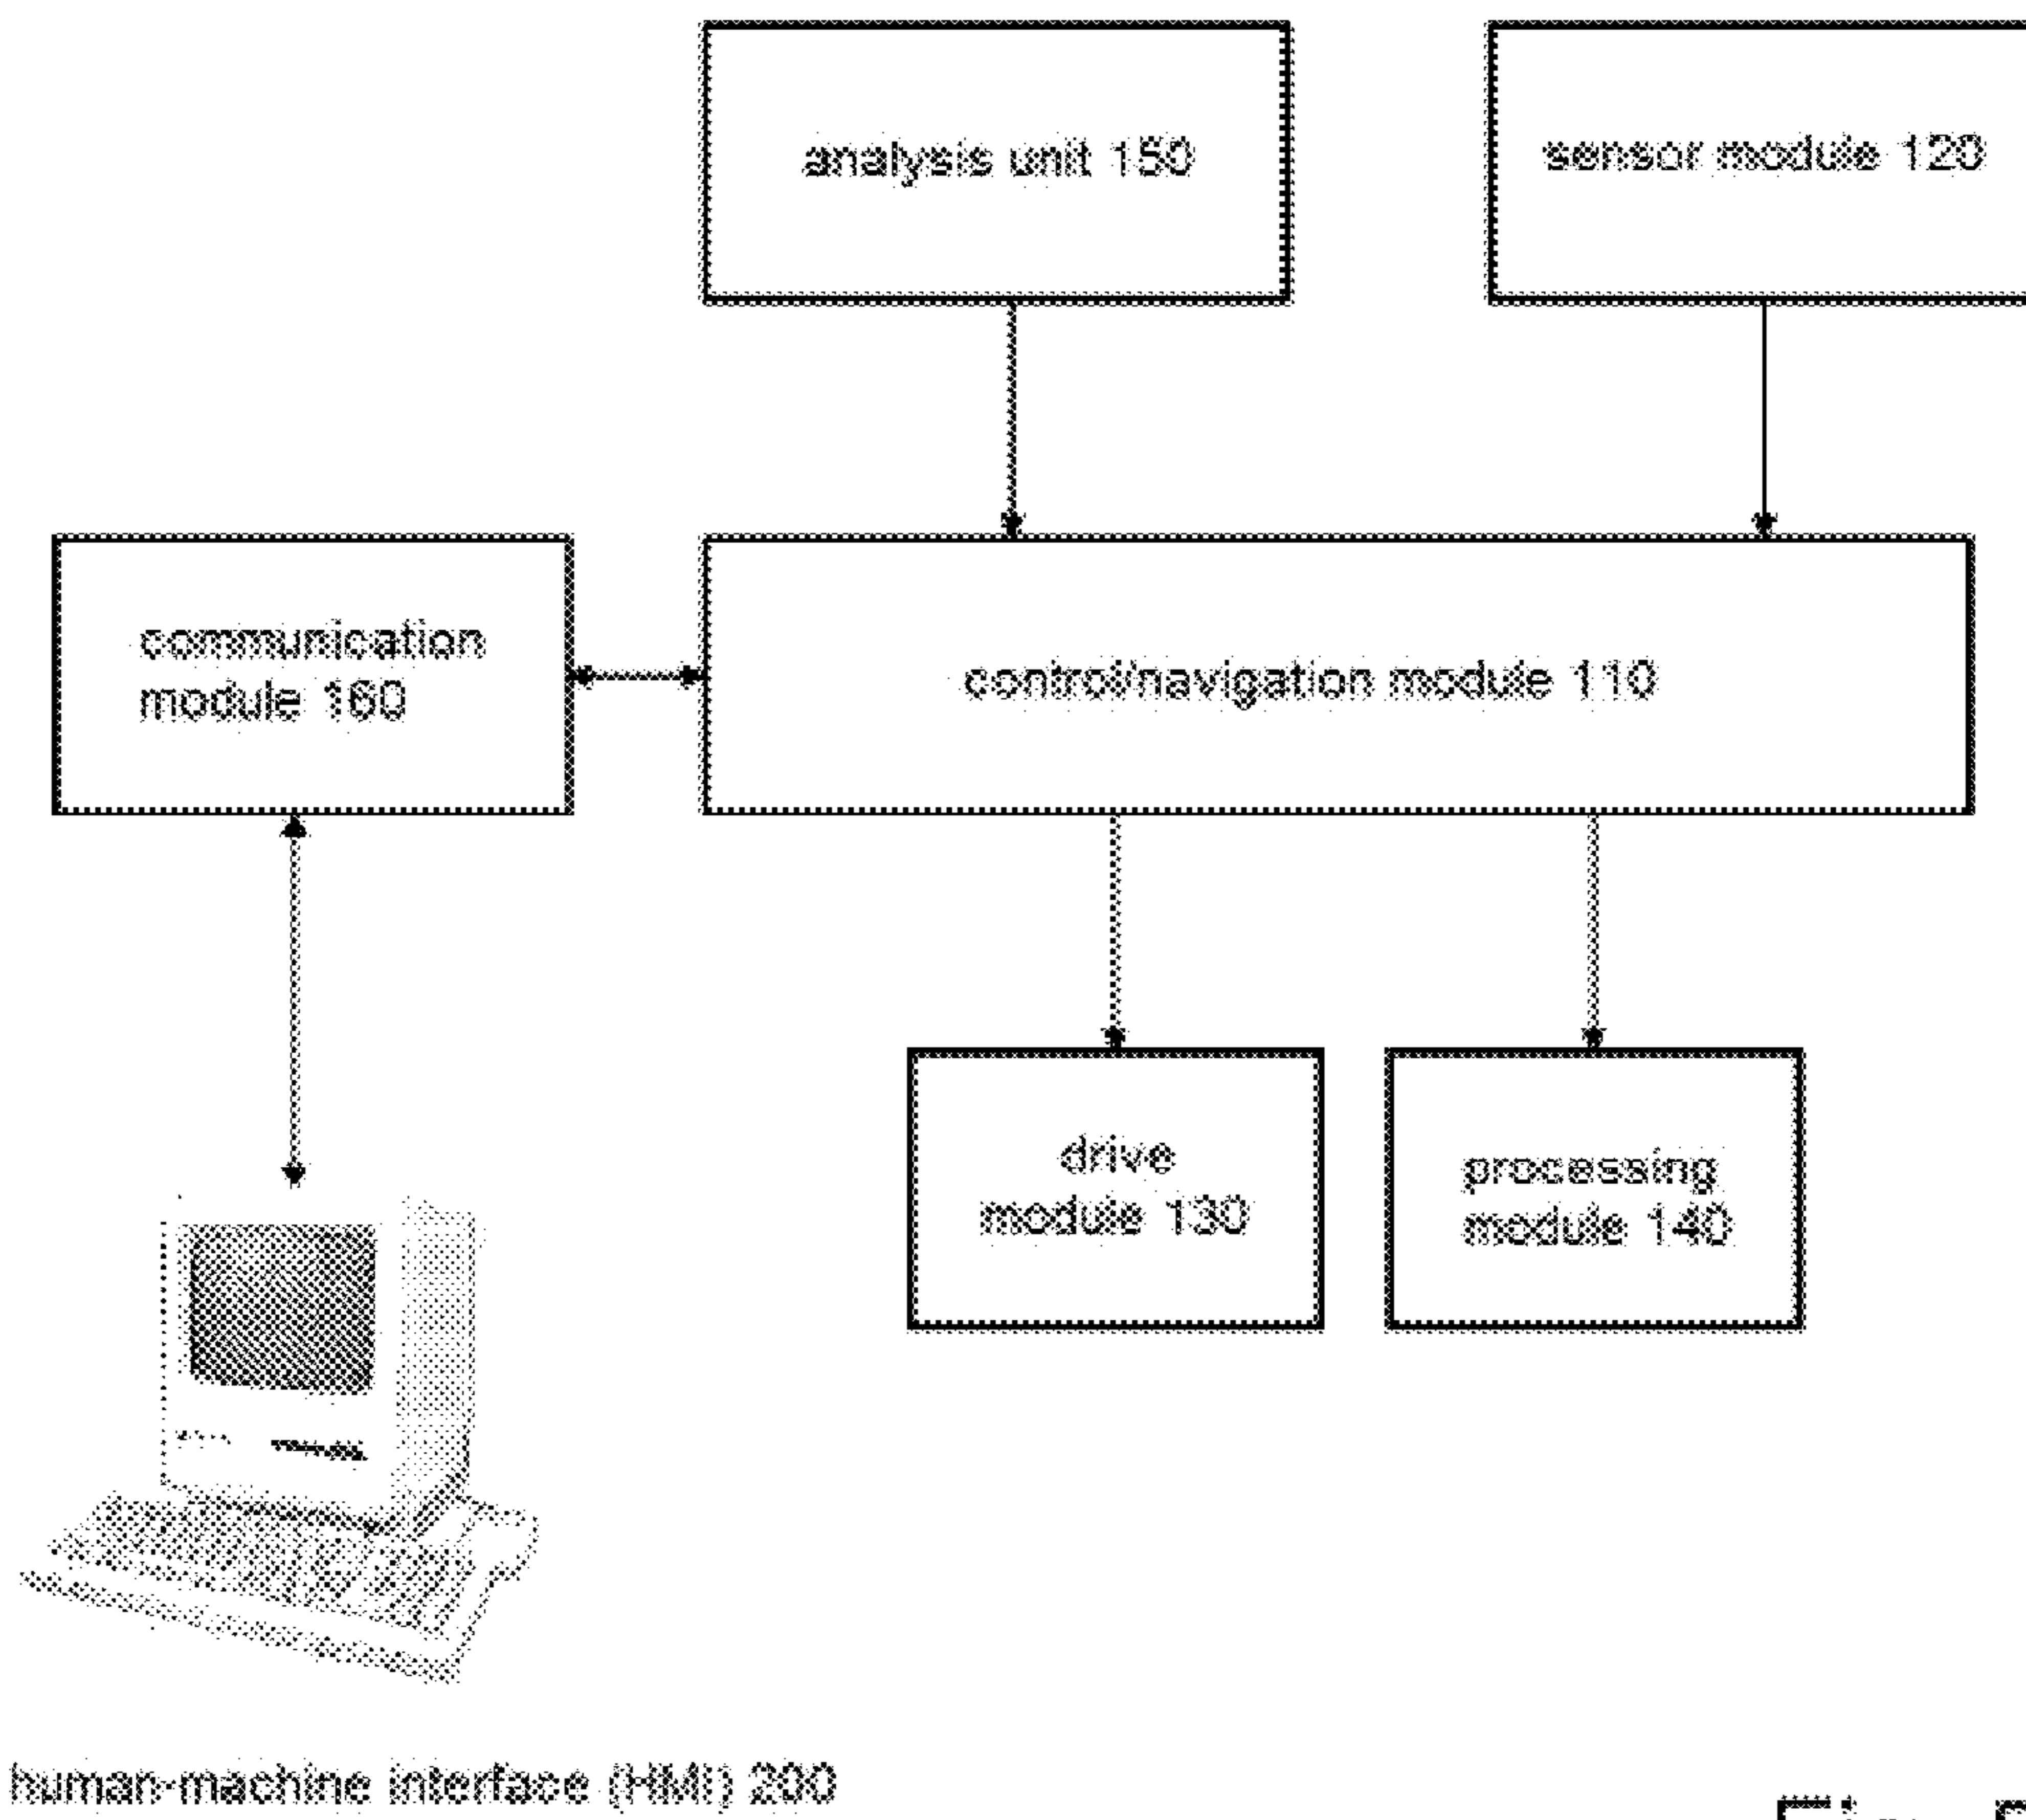 analysis unit 150
sensor module 120
communication
module 160
control/navigation module 110
drive
module 130
processing
module 140
human-machine interface (HMI) 200